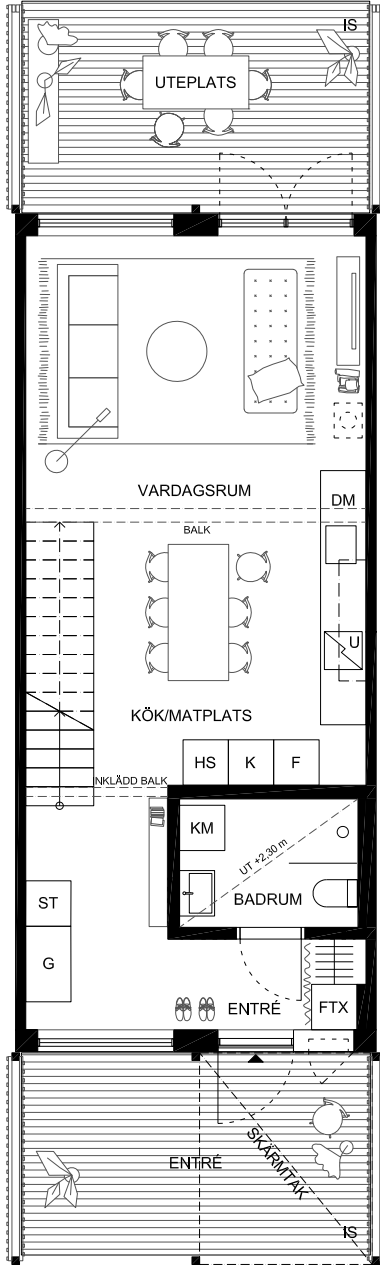 IS
UTEPLATS
VARDAGSRUM
DM
BALK
U
KÖK/MATPLATS
HS
K
F
NKLÄDD BALK
KM
UT +2,30 m
ST
BADRUM
G
ENTRÉ
FTX
ENTRÉ
SKÄRMTAK
IS